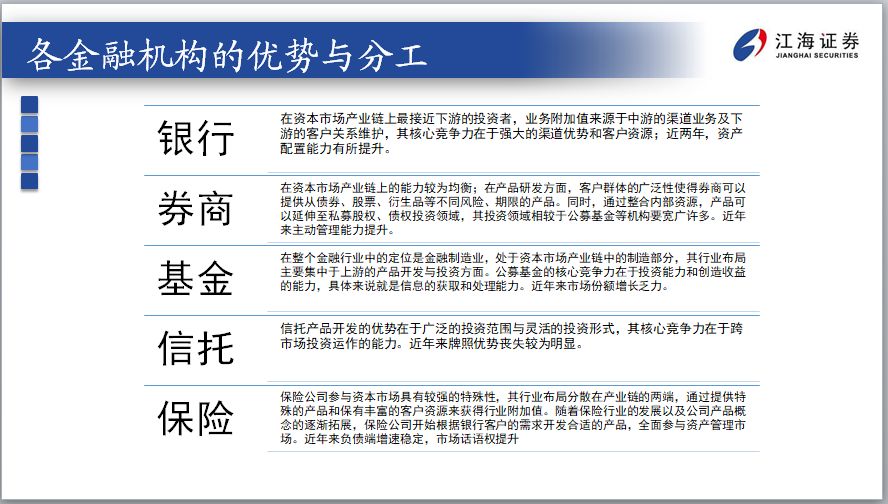 各金融机构的优势与分工
江海证券
JIANGHAI SECURITIES
银行
在资本市场产业链上最接近下游的投资者，业务附加值来源于中游的渠道业务及下
游的客户关系维护，其核心竞争力在于强大的渠道优势和客户资源；近两年，资产
配置能力有所提升。
券商
在资本市场产业链上的能力较为均衡；在产品研发方面，客户群体的广泛性使得券商可以
提供从债券、股票、衍生品等不同风险、期限的产品。同时，通过整合内部资源，产品可
以延伸至私募股权、债权投资领域，其投资领域相较于公募基金等机构要宽广许多。近年
来主动管理能力提升。
基金
在整个金融行业中的定位是金融制造业，处于资本市场产业链中的制造部分，其行业布局
主要集中于上游的产品开发与投资方面。公募基金的核心竞争力在于投资能力和创造收益
的能力，具体来说就是信息的获取和处理能力。近年来市场份额增长乏力。
信托
信托产品开发的优势在于广泛的投资范围与灵活的投资形式，其核心竞争力在于跨
市场投资运作的能力。近年来牌照优势丧失较为明显。
保险
保险公司参与资本市场具有较强的特殊性，其行业布局分散在产业链的两端，通过提供特
殊的产品和保有丰富的客户资源来获得行业附加值。随着保险行业的发展以及公司产品概
念的逐渐拓展，保险公司开始根据银行客户的需求开发合适的产品，全面参与资产管理市
场。近年来负债端增速稳定，市场话语权提升